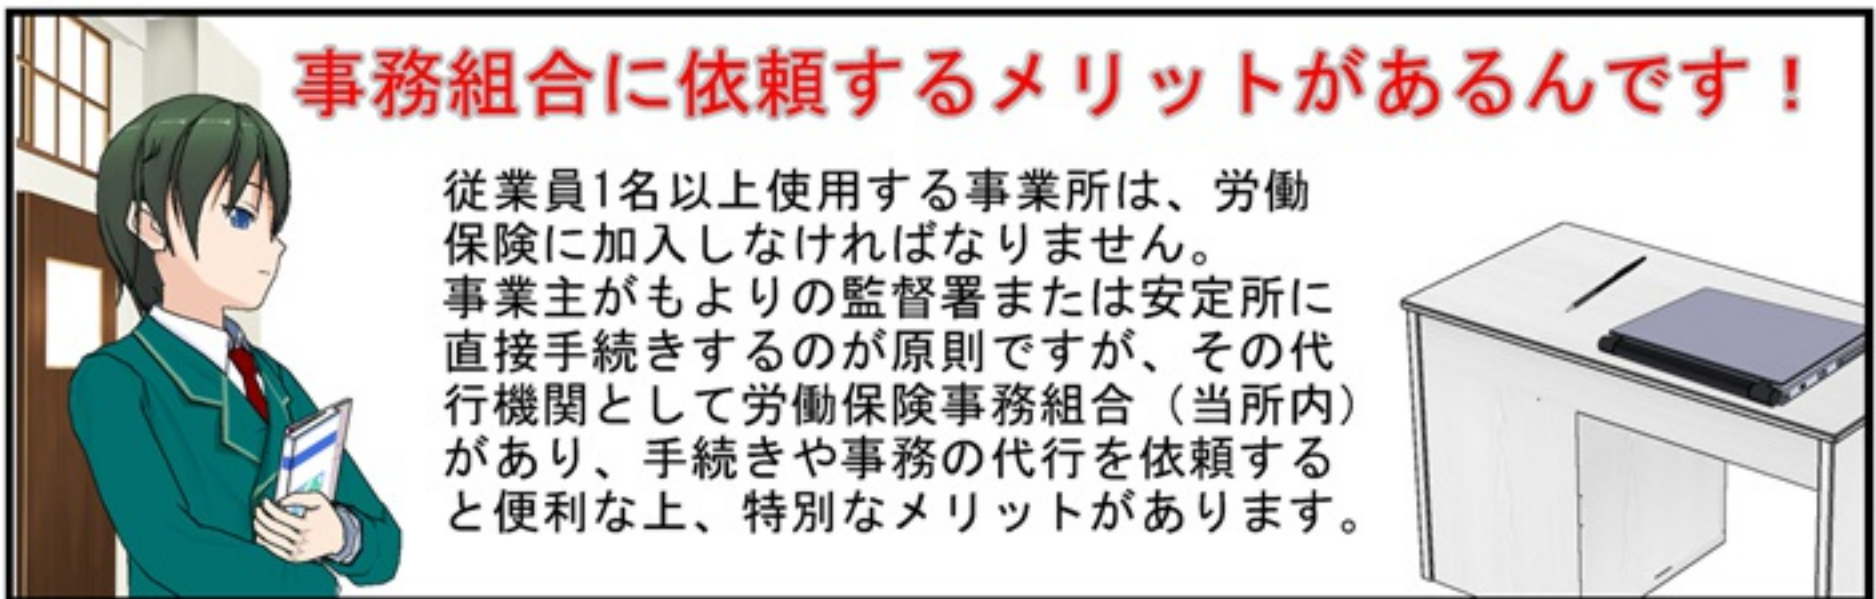 事務組合に依頼するメリットがあるんです！
従業員1名以上使用する事業所は、労働
保険に加入しなければなりません。
事業主がもよりの監督署または安定所に
直接手続きするのが原則ですが、その代
行機関として労働保険事務組合（当所内）
があり、手続きや事務の代行を依頼する
と便利な上、特別なメリットがあります。